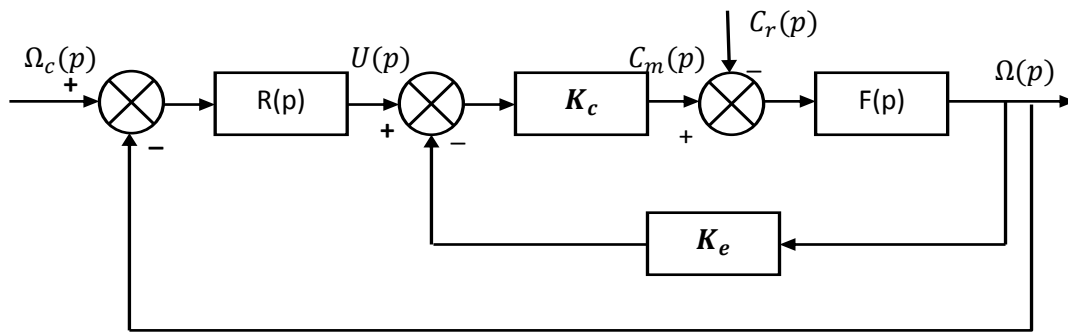 C_r(p)
Ω_c(p) U(p) C_m(p) − Ω(p)
+ R(p) K_c F(p)
− + − +
K_e